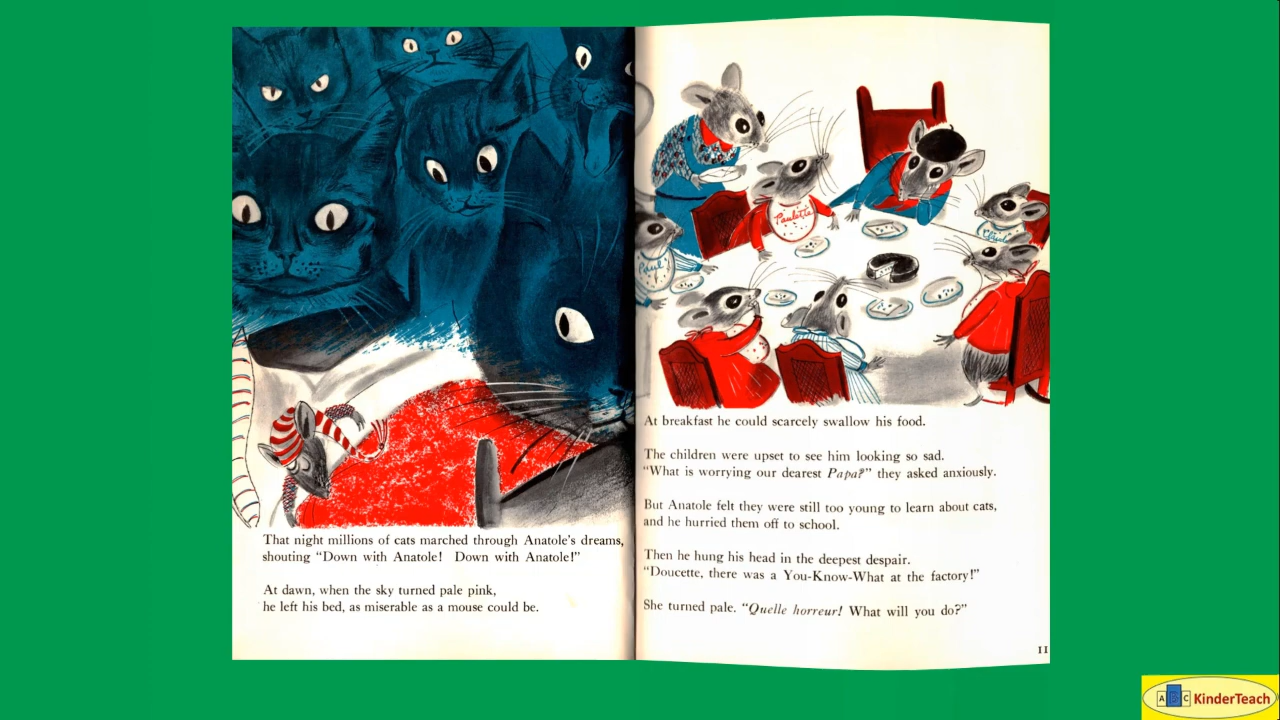 That night millions of cats marched through Anatole's dreams,
shouting "Down with Anatole! Down with Anatole!"
At dawn, when the sky turned pale pink,
he left his bed, as miserable as a mouse could be.
Paulette
Paul
At breakfast he could scarcely swallow his food.
The children were upset to see him looking so sad.
"What is worrying our dearest Papa?" they asked anxiously.
But Anatole felt they were still too young to learn about cats,
and he hurried them off to school.
Then he hung his head in the deepest despair.
"Doucette, there was a You-Know-What at the factory!"
She turned pale. "Quelle horreur! What will you do?"
11
ABC KinderTeach